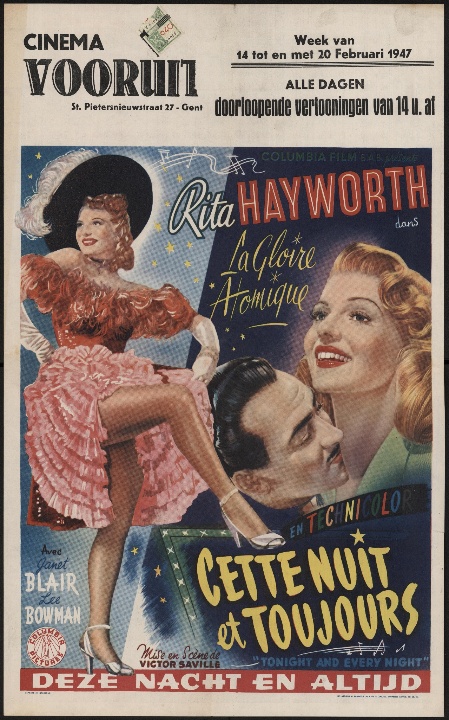 CINEMA
VOORUIT
St. Pietersnieuwstraat 27 - Gent
Week van
14 tot en met 20 Februari 1947
ALLE DAGEN
doorloopende vertooningen van 14 u. af
COLUMBIA FILM
Rita HAYWORTH
dans
La Gloire
Atomique
EN TECHNICOLOR
Avec
Janet
BLAIR
Lee
BOWMAN
CETTE NUIT
et TOUJOURS
COLUMBIA
PICTURES
Mise en Scène de
VICTOR SAVILLE
"TONIGHT AND EVERY NIGHT"
DEZE NACHT EN ALTIJD